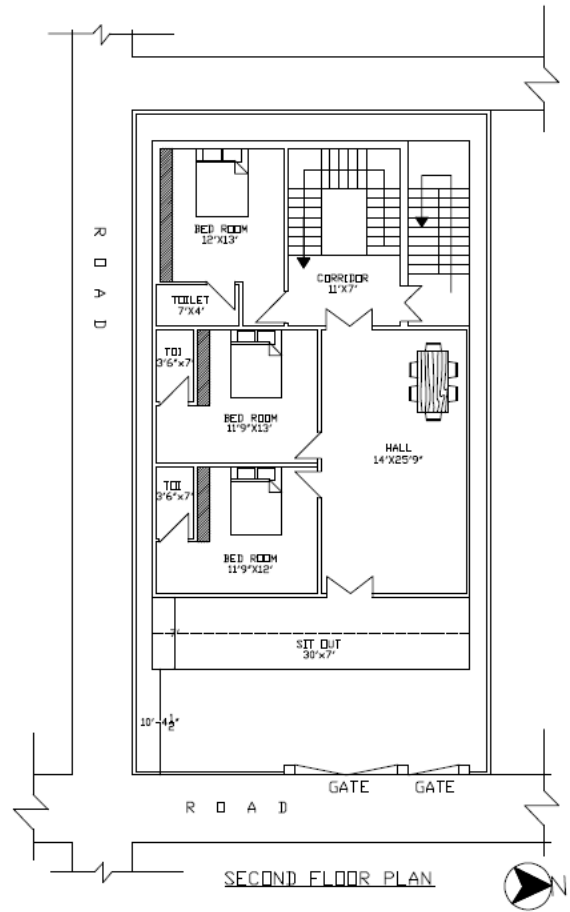 BED ROOM
12'X13'
CORRIDOR
11'X7'
TOILET
7'X4'
ROAD
TOI
3'6"x7'
BED ROOM
11'9"X13'
HALL
14'X25'9"
TOI
3'6"x7'
BED ROOM
11'9"X12'
7'
SIT OUT
30'x7'
10'-4½"
GATE GATE
ROAD
SECOND FLOOR PLAN
N